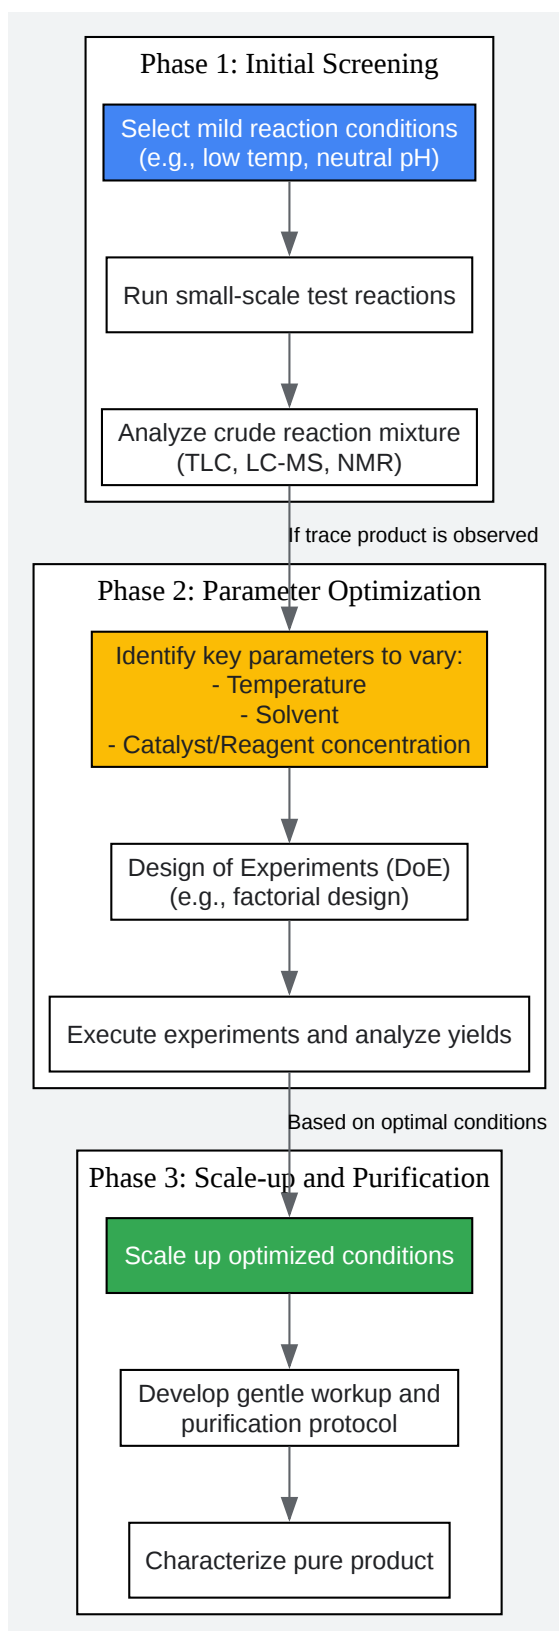 Phase 1: Initial Screening
Select mild reaction conditions
(e.g., low temp, neutral pH)
Run small-scale test reactions
Analyze crude reaction mixture
(TLC, LC-MS, NMR)
If trace product is observed
Phase 2: Parameter Optimization
Identify key parameters to vary:
- Temperature
- Solvent
- Catalyst/Reagent concentration
Design of Experiments (DoE)
(e.g., factorial design)
Execute experiments and analyze yields
Based on optimal conditions
Phase 3: Scale-up and Purification
Scale up optimized conditions
Develop gentle workup and
purification protocol
Characterize pure product